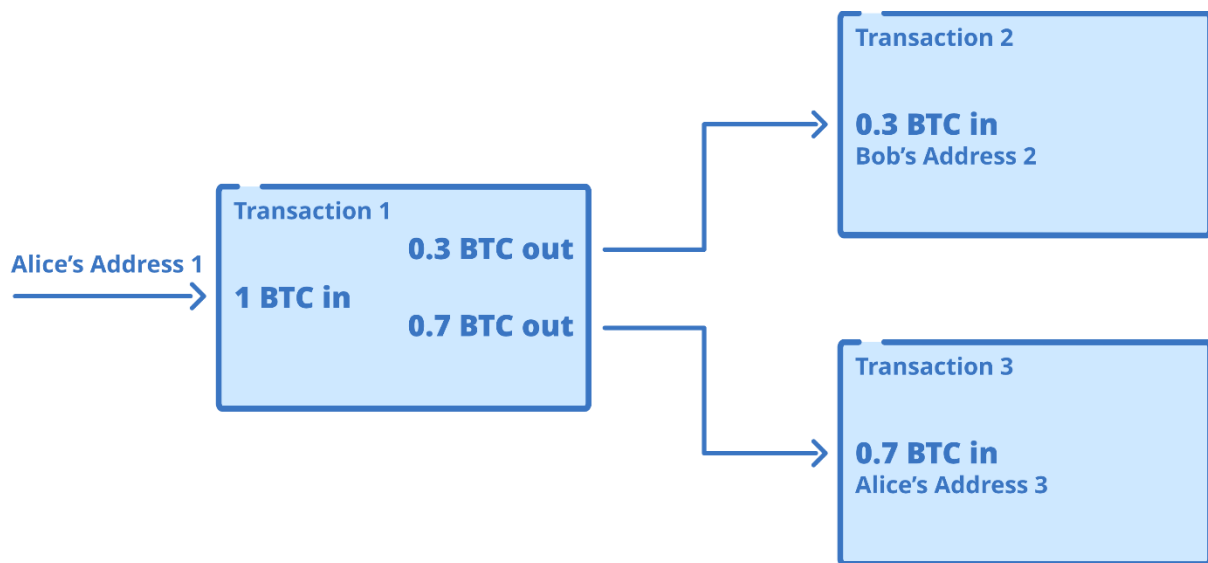 Alice’s Address 1
Transaction 1
0.3 BTC out
1 BTC in
0.7 BTC out
Transaction 2
0.3 BTC in
Bob’s Address 2
Transaction 3
0.7 BTC in
Alice’s Address 3